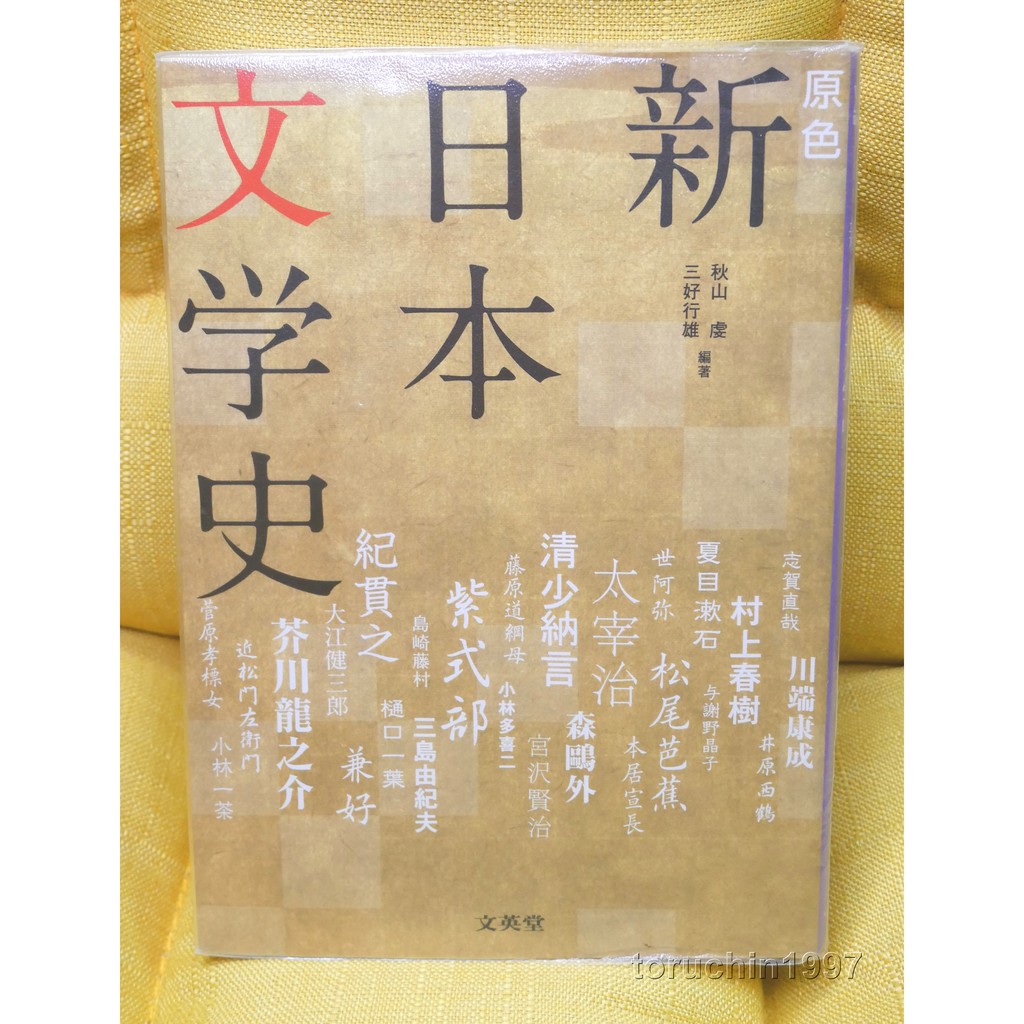 原色
新
日本
文学史
秋山　虔
三好行雄
編著
志賀直哉
川端康成
井原西鶴
村上春樹
夏目漱石
与謝野晶子
世阿弥
松尾芭蕉
本居宣長
太宰治
清少納言
森鷗外
藤原道綱母
小林多喜二
宮沢賢治
紫式部
島崎藤村
三島由紀夫
紀貫之
樋口一葉
大江健三郎
兼好
芥川龍之介
近松門左衛門
菅原孝標女
小林一茶
文英堂
toruchin1997